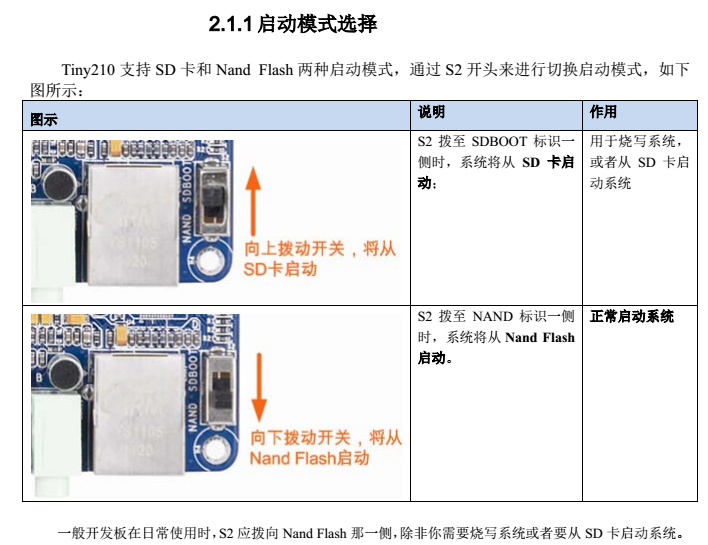 2.1.1 启动模式选择
Tiny210 支持 SD 卡和 Nand Flash 两种启动模式，通过 S2 开头来进行切换启动模式，如下
图所示：
图示
说明
作用
SDBOOT
NAND
向上拨动开关，将从
SD卡启动
S2 拨至 SDBOOT 标识一
侧时，系统将从 SD 卡启
动；
用于烧写系统，
或者从 SD 卡启
动系统
SDBOOT
NAND
向下拨动开关，将从
Nand Flash启动
S2 拨至 NAND 标识一侧
时，系统将从 Nand Flash
启动。
正常启动系统
一般开发板在日常使用时，S2 应拨向 Nand Flash 那一侧，除非你需要烧写系统或者要从 SD 卡启动系统。